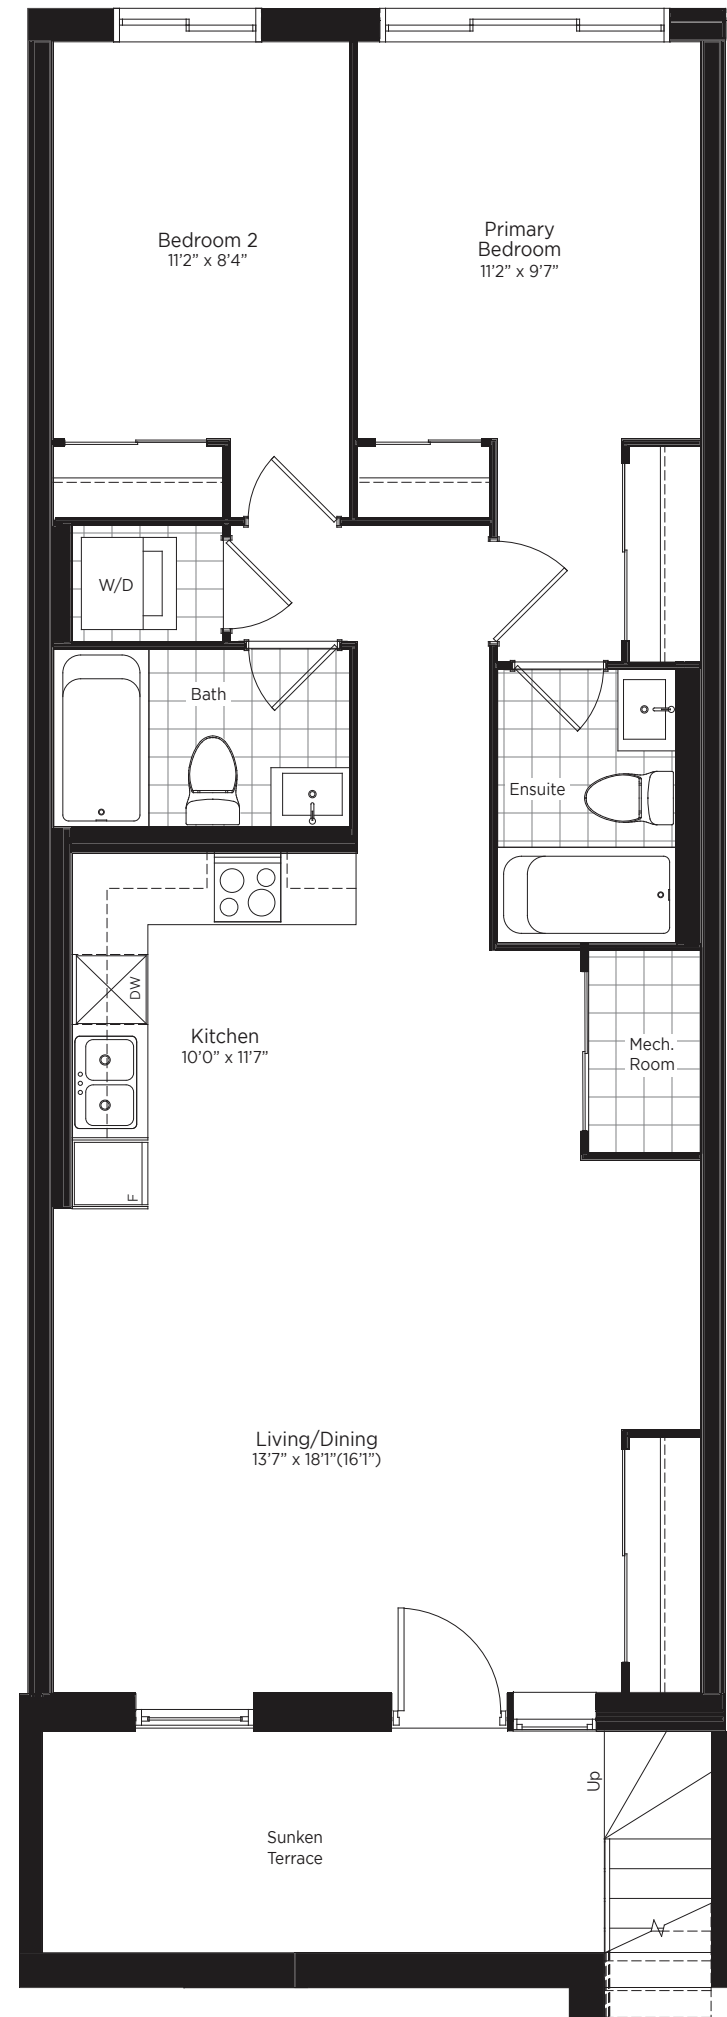 Bedroom 2
11’2” x 8’4”
Primary
Bedroom
11’2” x 9’7”
W/D
Bath
Ensuite
DW
Kitchen
10’0” x 11’7”
Mech.
Room
F
Living/Dining
13’7” x 18’1”(16’1”)
Up
Sunken
Terrace